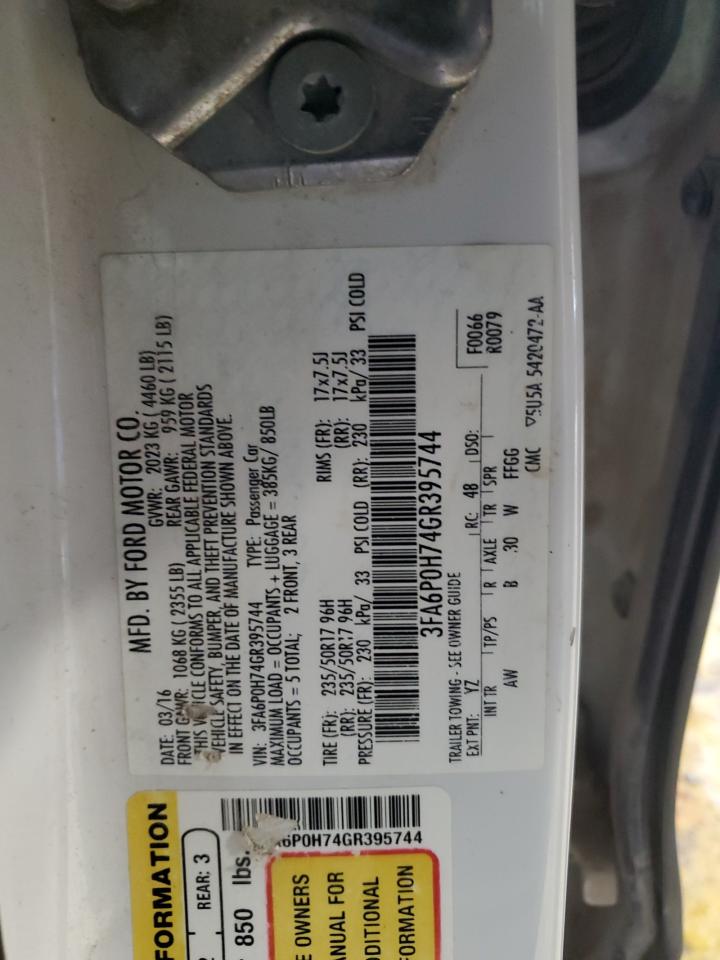 MFD. BY FORD MOTOR CO.
DATE: 03/16 GVWR: 2023 KG ( 4460 LB)
FRONT GAWR: 1068 KG ( 2355 LB) REAR GAWR: 959 KG ( 2115 LB)
THIS VEHICLE CONFORMS TO ALL APPLICABLE FEDERAL MOTOR
VEHICLE SAFETY, BUMPER, AND THEFT PREVENTION STANDARDS
IN EFFECT ON THE DATE OF MANUFACTURE SHOWN ABOVE.
VIN: 3FA6P0H74GR395744 TYPE: Passenger Car
MAXIMUM LOAD = OCCUPANTS + LUGGAGE = 385KG/ 850LB
OCCUPANTS = 5 TOTAL; 2 FRONT, 3 REAR
TIRE (FR): 235/50R17 96H RIMS (FR): 17x7.5J
(RR): 235/50R17 96H (RR): 17x7.5J
PRESSURE (FR): 230 kPa/ 33 PSI COLD (RR): 230 kPa/ 33 PSI COLD
3FA6P0H74GR395744
TRAILER TOWING - SEE OWNER GUIDE
F0066
EXT PNT: YZ RC: 48 DSO: R0079
INT TR TP/PS R AXLE TR SPR
AW B 30 W FFGG
CMC 5U5A 5420472-AA
FORMATION
REAR: 3
850 lbs.
A6P0H74GR395744
E OWNERS
ANUAL FOR
DDITIONAL
FORMATION